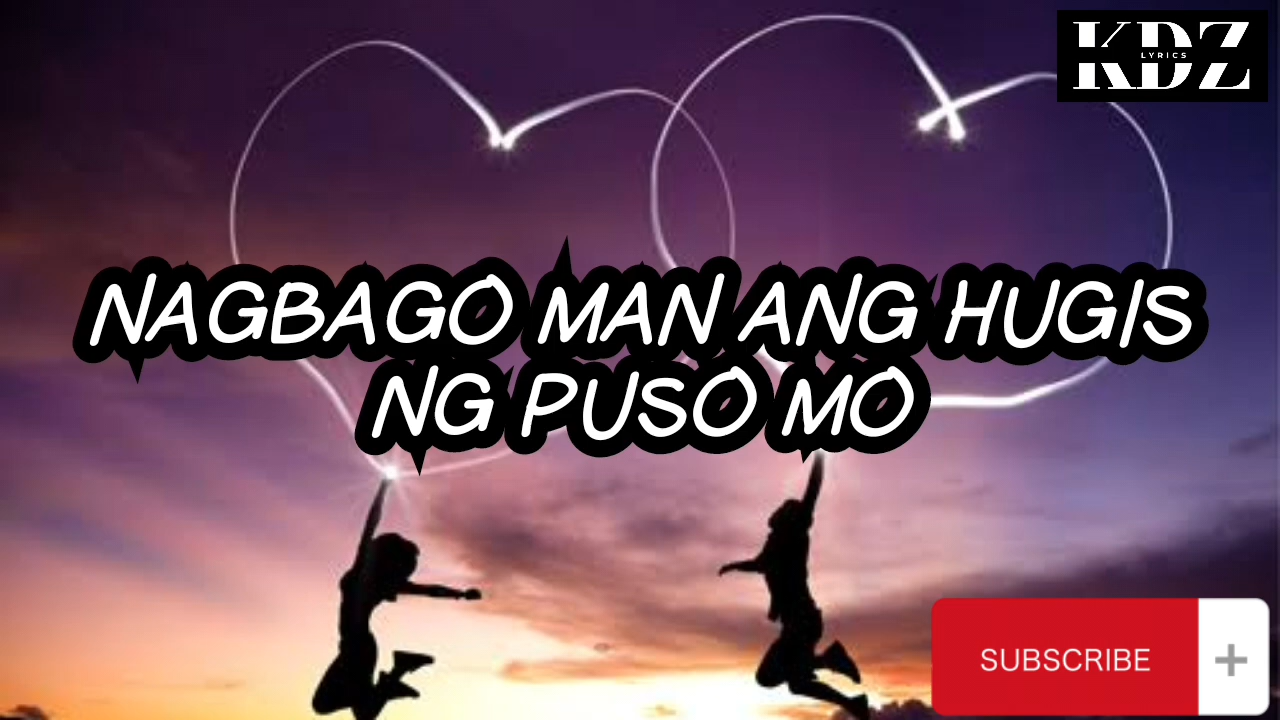 KDZ
LYRICS
NAGBAGO MAN ANG HUGIS
NG PUSO MO
SUBSCRIBE +